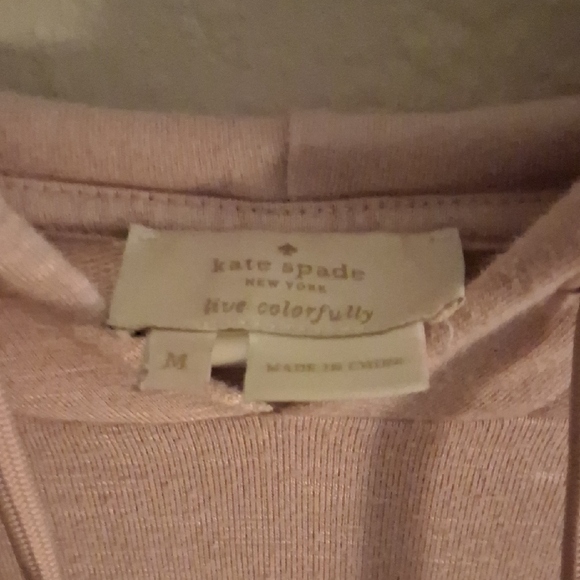 kate spade
NEW YORK
live colorfully
M
MADE IN CHINA